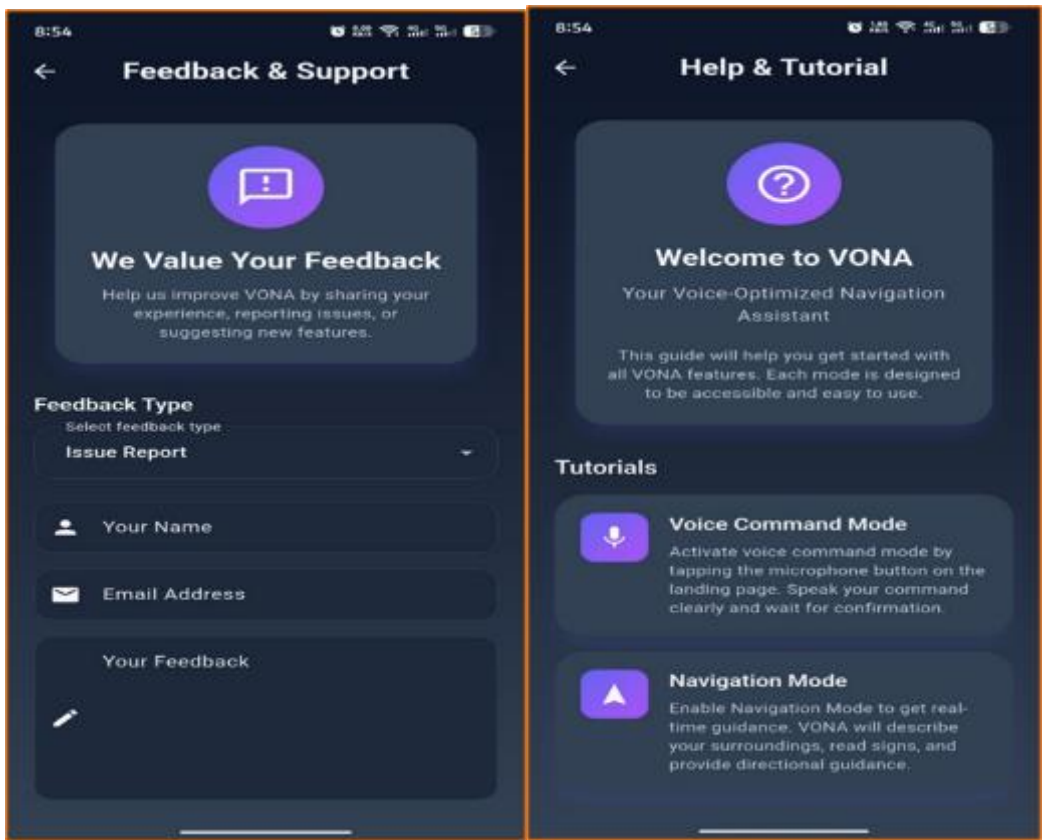 8:54
Feedback & Support
We Value Your Feedback
Help us improve VONA by sharing your
experience, reporting issues, or
suggesting new features.
Feedback Type
Select feedback type
Issue Report
Your Name
Email Address
Your Feedback
8:54
Help & Tutorial
Welcome to VONA
Your Voice-Optimized Navigation
Assistant
This guide will help you get started with
all VONA features. Each mode is designed
to be accessible and easy to use.
Tutorials
Voice Command Mode
Activate voice command mode by
tapping the microphone button on the
landing page. Speak your command
clearly and wait for confirmation.
Navigation Mode
Enable Navigation Mode to get real-
time guidance. VONA will describe
your surroundings, read signs, and
provide directional guidance.